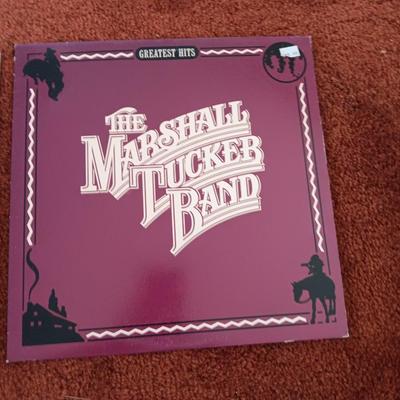 GREATEST HITS
THE
MARSHALL
TUCKER
BAND